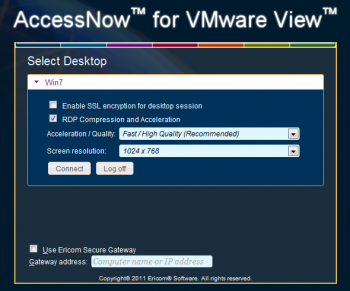 AccessNow™ for VMware View™
Select Desktop
Win7
Enable SSL encryption for desktop session
RDP Compression and Acceleration
Acceleration / Quality: Fast / High Quality (Recommended)
Screen resolution: 1024 x 768
Connect Log off
Use Ericom Secure Gateway
Gateway address: Computer name or IP address
Copyright® 2011 Ericom® Software. All rights reserved.